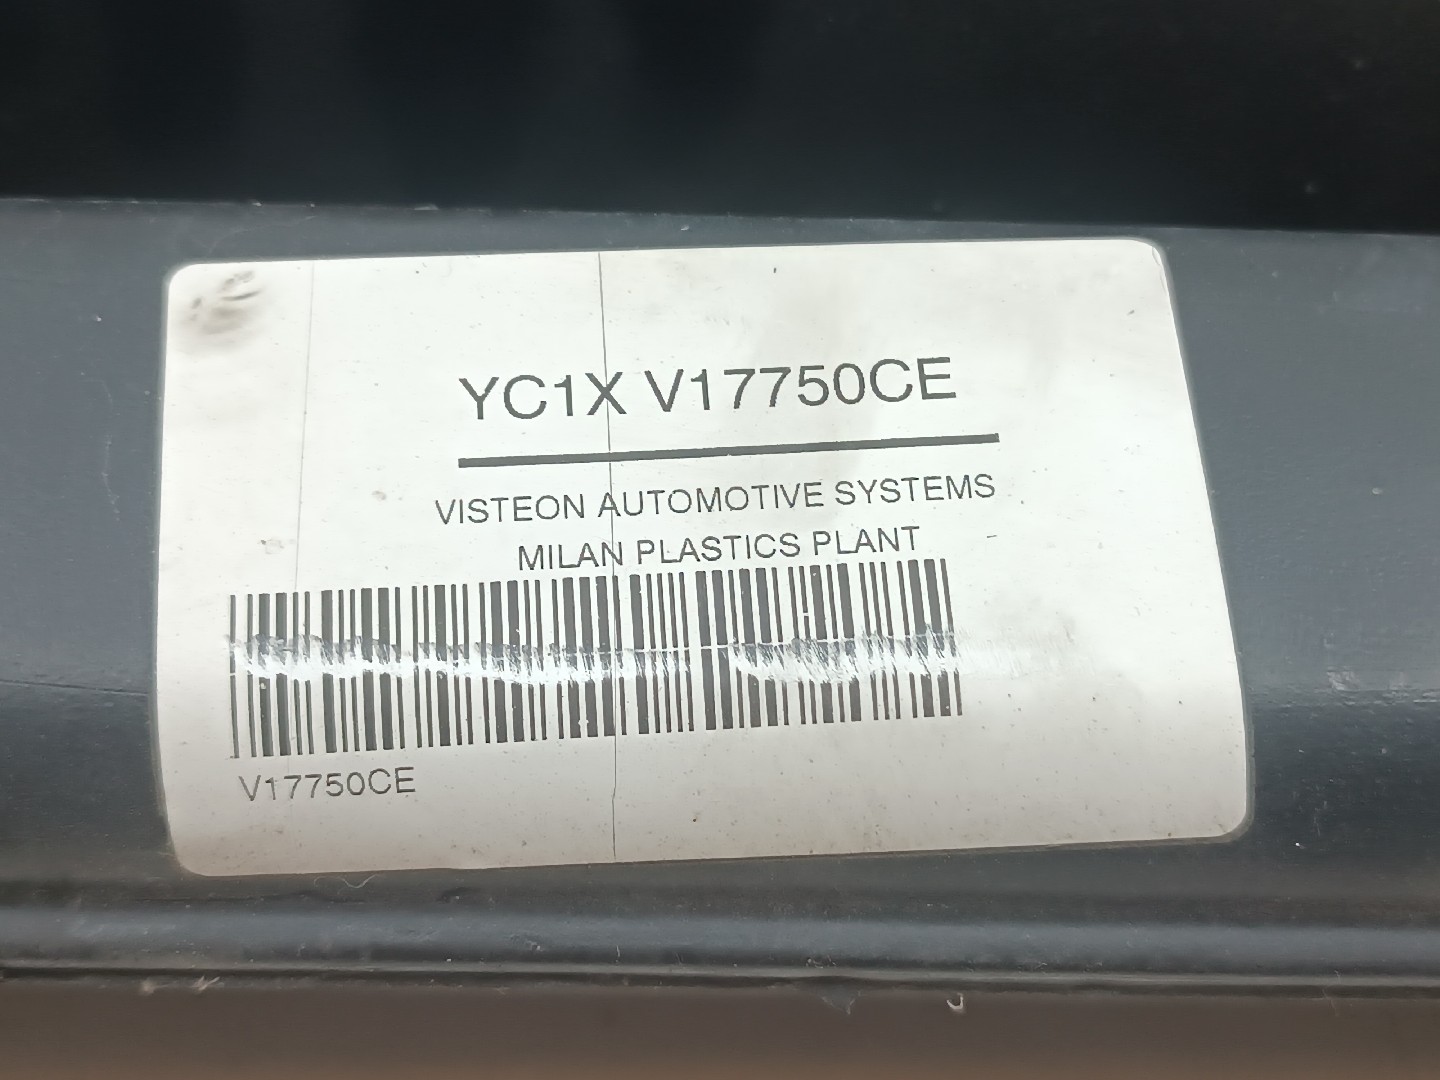 YC1X V17750CE
VISTEON AUTOMOTIVE SYSTEMS
MILAN PLASTICS PLANT
V17750CE